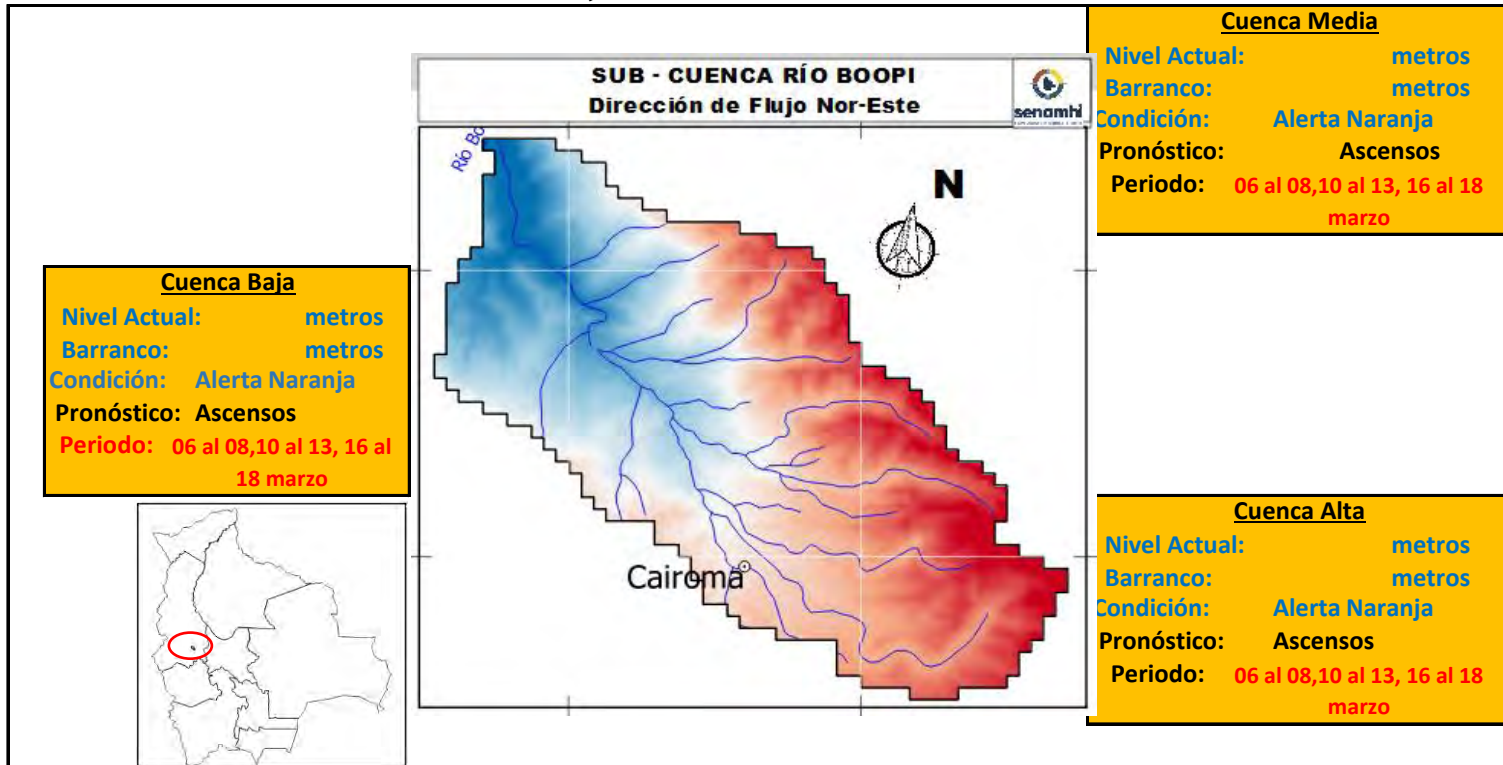 SUB - CUENCA RÍO BOOPI
Dirección de Flujo Nor-Este
senamhi
Río Bo
N
Cairoma
Cuenca Media
Nivel Actual: metros
Barranco: metros
Condición: Alerta Naranja
Pronóstico: Ascensos
Periodo: 06 al 08,10 al 13, 16 al 18
marzo
Cuenca Baja
Nivel Actual: metros
Barranco: metros
Condición: Alerta Naranja
Pronóstico: Ascensos
Periodo: 06 al 08,10 al 13, 16 al
18 marzo
Cuenca Alta
Nivel Actual: metros
Barranco: metros
Condición: Alerta Naranja
Pronóstico: Ascensos
Periodo: 06 al 08,10 al 13, 16 al 18
marzo